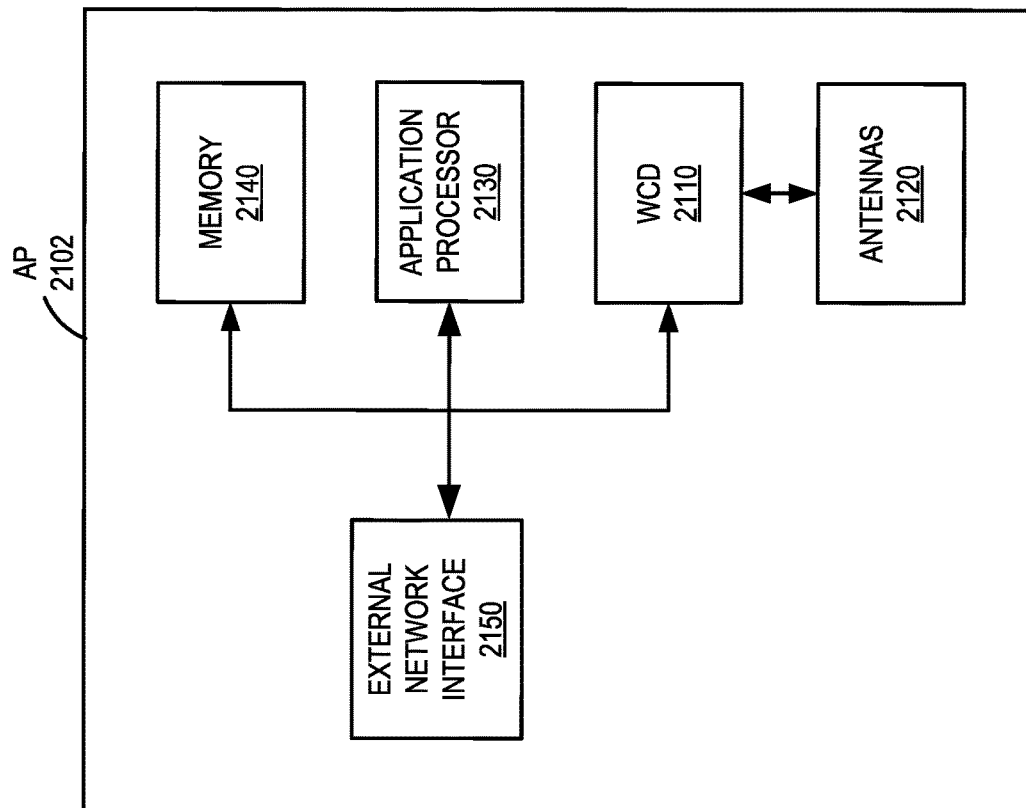 AP
2102
MEMORY
2140
APPLICATION
PROCESSOR
2130
WCD
2110
ANTENNAS
2120
EXTERNAL
NETWORK
INTERFACE
2150